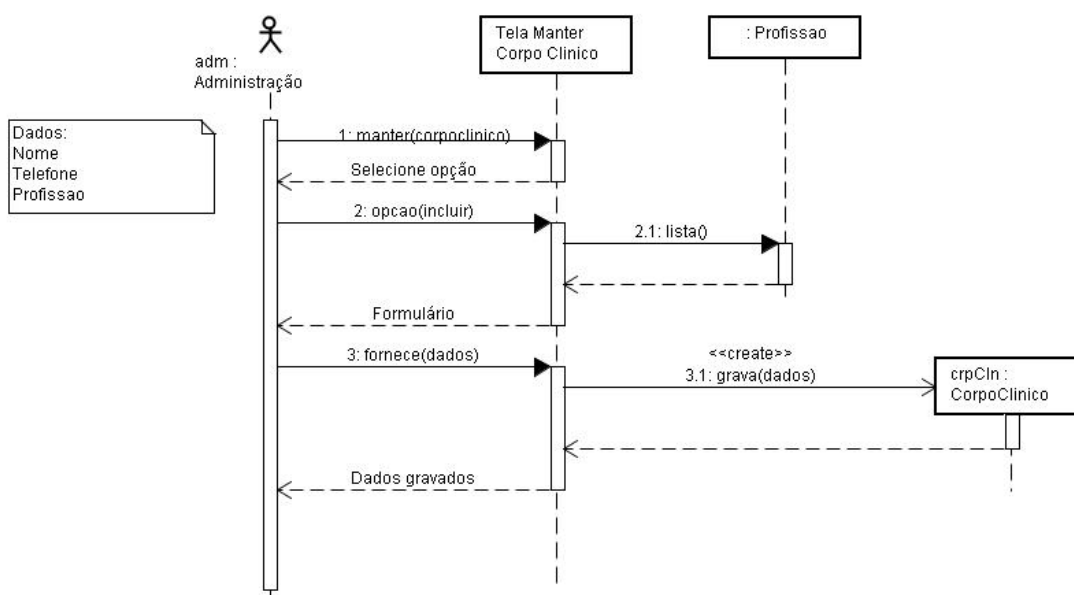 adm :
Administração
Tela Manter
Corpo Clinico
: Profissao
Dados:
Nome
Telefone
Profissao
1: manter(corpoclinico)
Selecione opção
2: opcao(incluir)
2.1: lista()
Formulário
3: fornece(dados)
<<create>>
3.1: grava(dados)
crpCln :
CorpoClinico
Dados gravados